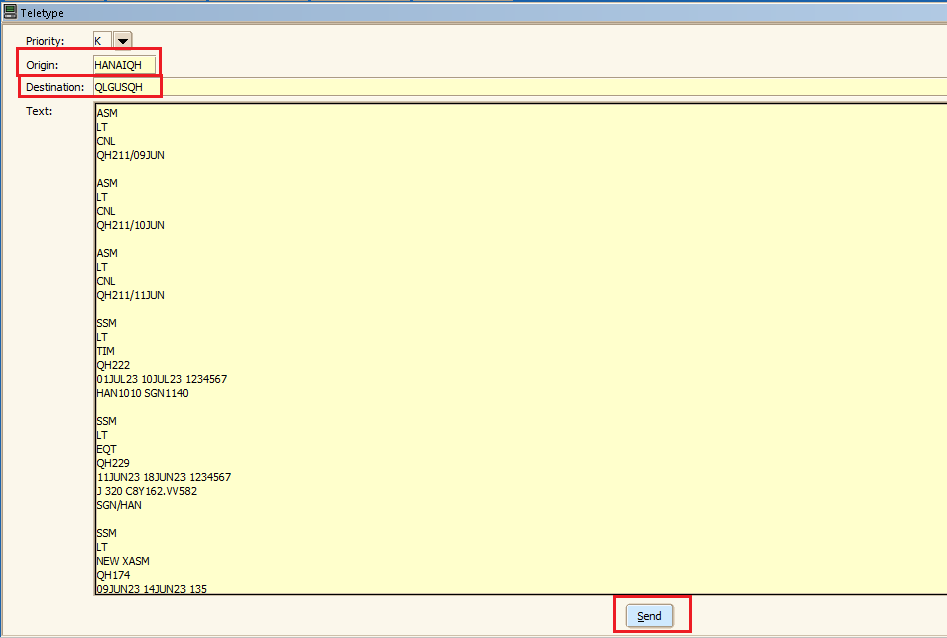 Teletype
Priority: K
Origin: HANAIQH
Destination: QLGUSQH
Text:
ASM
LT
CNL
QH211/09JUN
ASM
LT
CNL
QH211/10JUN
ASM
LT
CNL
QH211/11JUN
SSM
LT
TIM
QH222
01JUL23 10JUL23 1234567
HAN1010 SGN1140
SSM
LT
EQT
QH229
11JUN23 18JUN23 1234567
J 320 C8Y162.VV582
SGN/HAN
SSM
LT
NEW XASM
QH174
09JUN23 14JUN23 135
Send